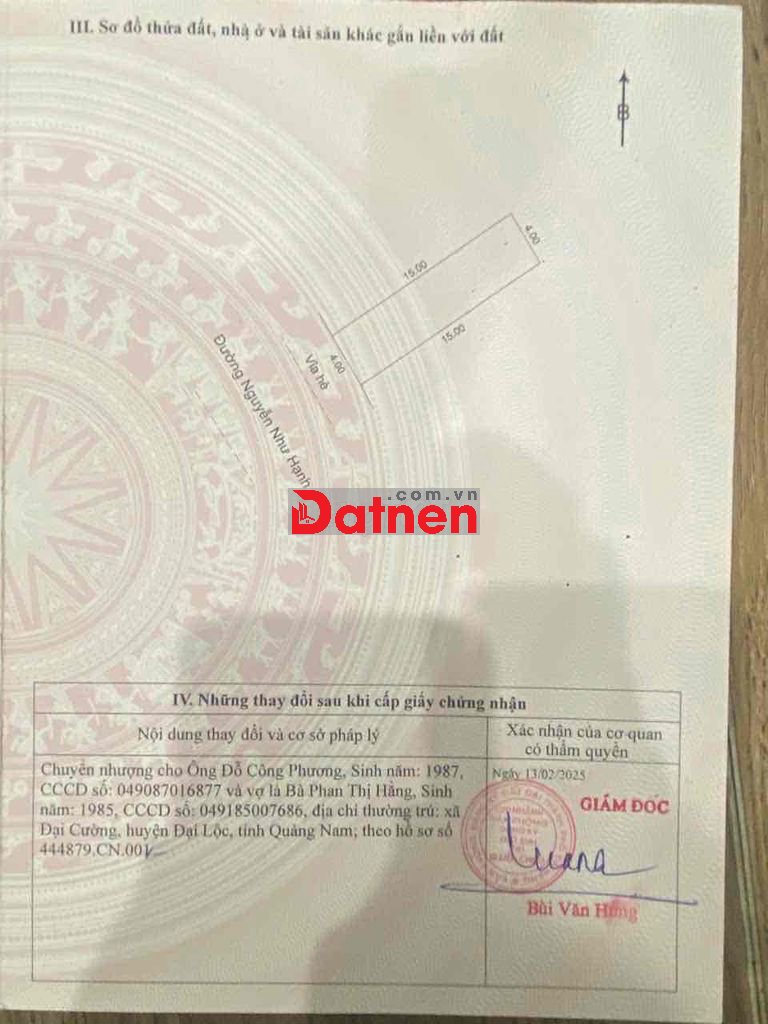 III. Sơ đồ thửa đất, nhà ở và tài sản khác gắn liền với đất
B
4.00
15.00
15.00
4.00
Vỉa hè
Đường Nguyễn Như Hạnh
.com.vn
Datnen
IV. Những thay đổi sau khi cấp giấy chứng nhận
Nội dung thay đổi và cơ sở pháp lý
Xác nhận của cơ quan
có thẩm quyền
Chuyển nhượng cho Ông Đỗ Công Phương, Sinh năm: 1987,
CCCD số: 049087016877 và vợ là Bà Phan Thị Hằng, Sinh
năm: 1985, CCCD số: 049185007686, địa chỉ thường trú: xã
Đại Cường, huyện Đại Lộc, tỉnh Quảng Nam; theo hồ sơ số
444879.CN.001
Ngày 13/02/2025
GIÁM ĐỐC
Bùi Văn Hưng